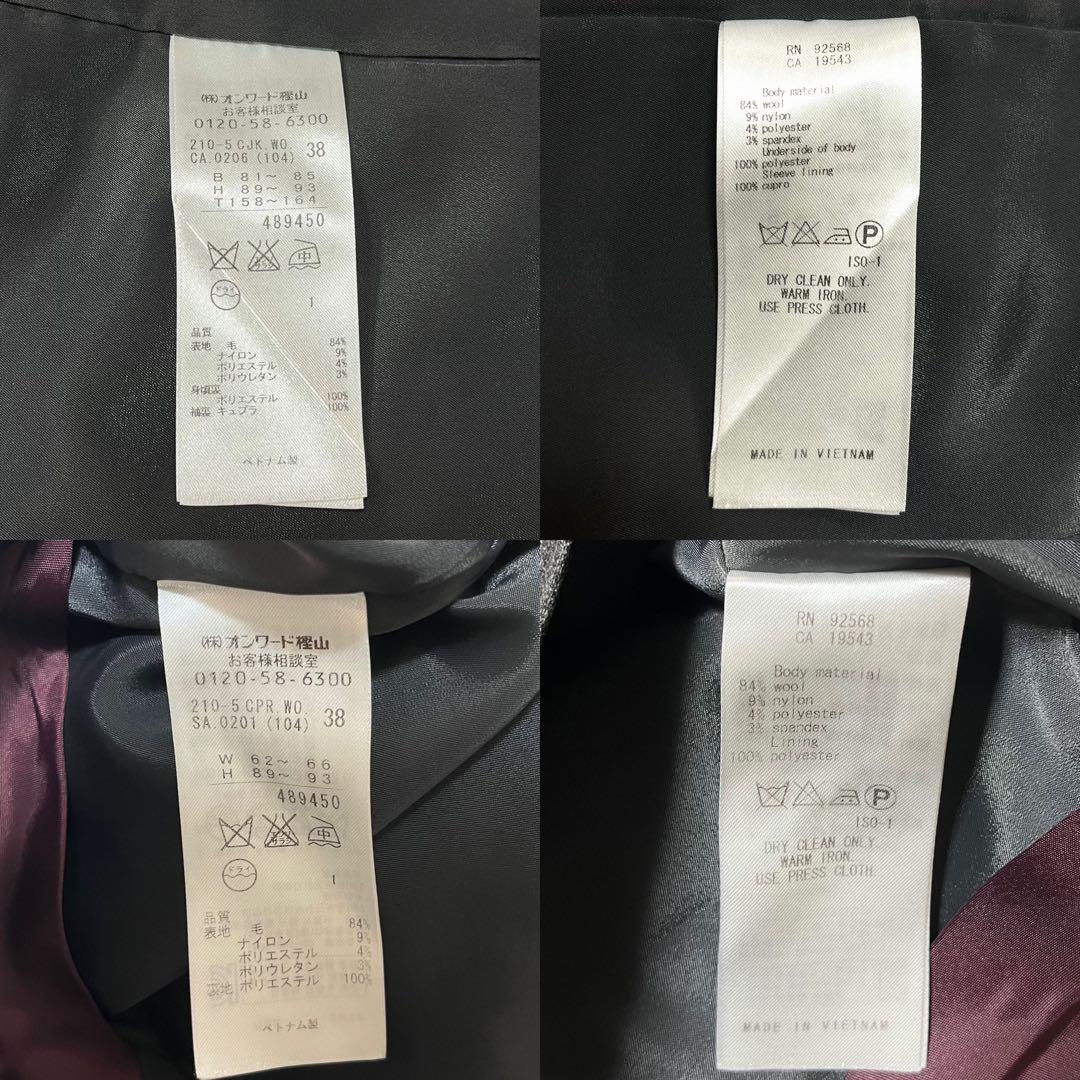 (株)オンワード樫山
お客様相談室
0120-58-6300
210-5 CJK.WO.
CA.0206 (104) 38
B 81～ 85
H 89～ 93
T 158～164
489450
中
ドライ
1
品質
表地 毛 84%
ナイロン 9%
ポリエステル 4%
ポリウレタン 3%
身頃裏
ポリエステル 100%
袖裏 キュプラ 100%
ベトナム製
RN 92568
CA 19543
Body material
84% wool
9% nylon
4% polyester
3% spandex
Underside of body
100% polyester
Sleeve lining
100% cupro
P
ISO-1
DRY CLEAN ONLY.
WARM IRON.
USE PRESS CLOTH.
MADE IN VIETNAM
(株)オンワード樫山
お客様相談室
0120-58-6300
210-5 CPR.WO.
SA.0201 (104) 38
W 62～ 66
H 89～ 93
489450
中
ドライ
1
品質
表地 毛 84%
ナイロン 9%
ポリエステル 4%
ポリウレタン 3%
裏地 ポリエステル 100%
ベトナム製
RN 92568
CA 19543
Body material
84% wool
9% nylon
4% polyester
3% spandex
Lining
100% polyester
P
ISO-1
DRY CLEAN ONLY.
WARM IRON.
USE PRESS CLOTH.
MADE IN VIETNAM